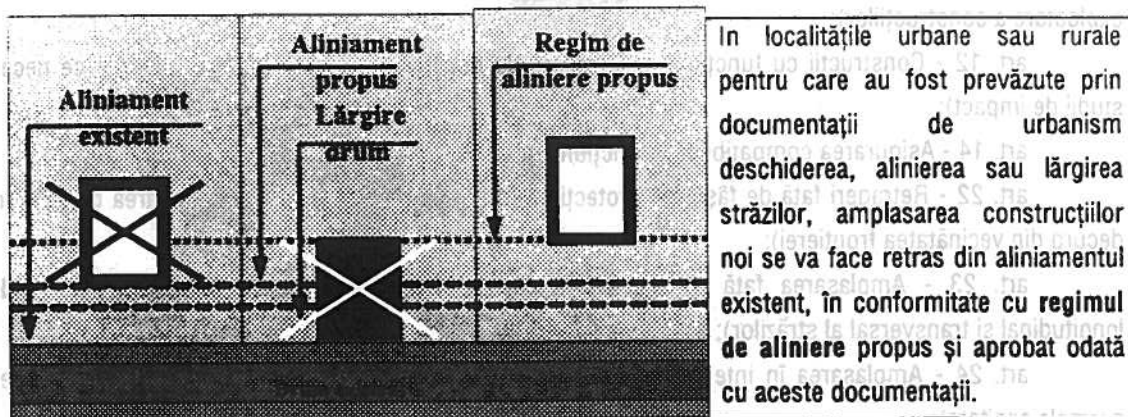 Aliniament
existent
Aliniament
propus
Lărgire
drum
Regim de
aliniere propus
In localitățile urbane sau rurale
pentru care au fost prevăzute prin
documentații de urbanism
deschiderea, alinierea sau lărgirea
străzilor, amplasarea construcțiilor
noi se va face retras din aliniamentul
existent, în conformitate cu regimul
de aliniere propus și aprobat odată
cu aceste documentații.